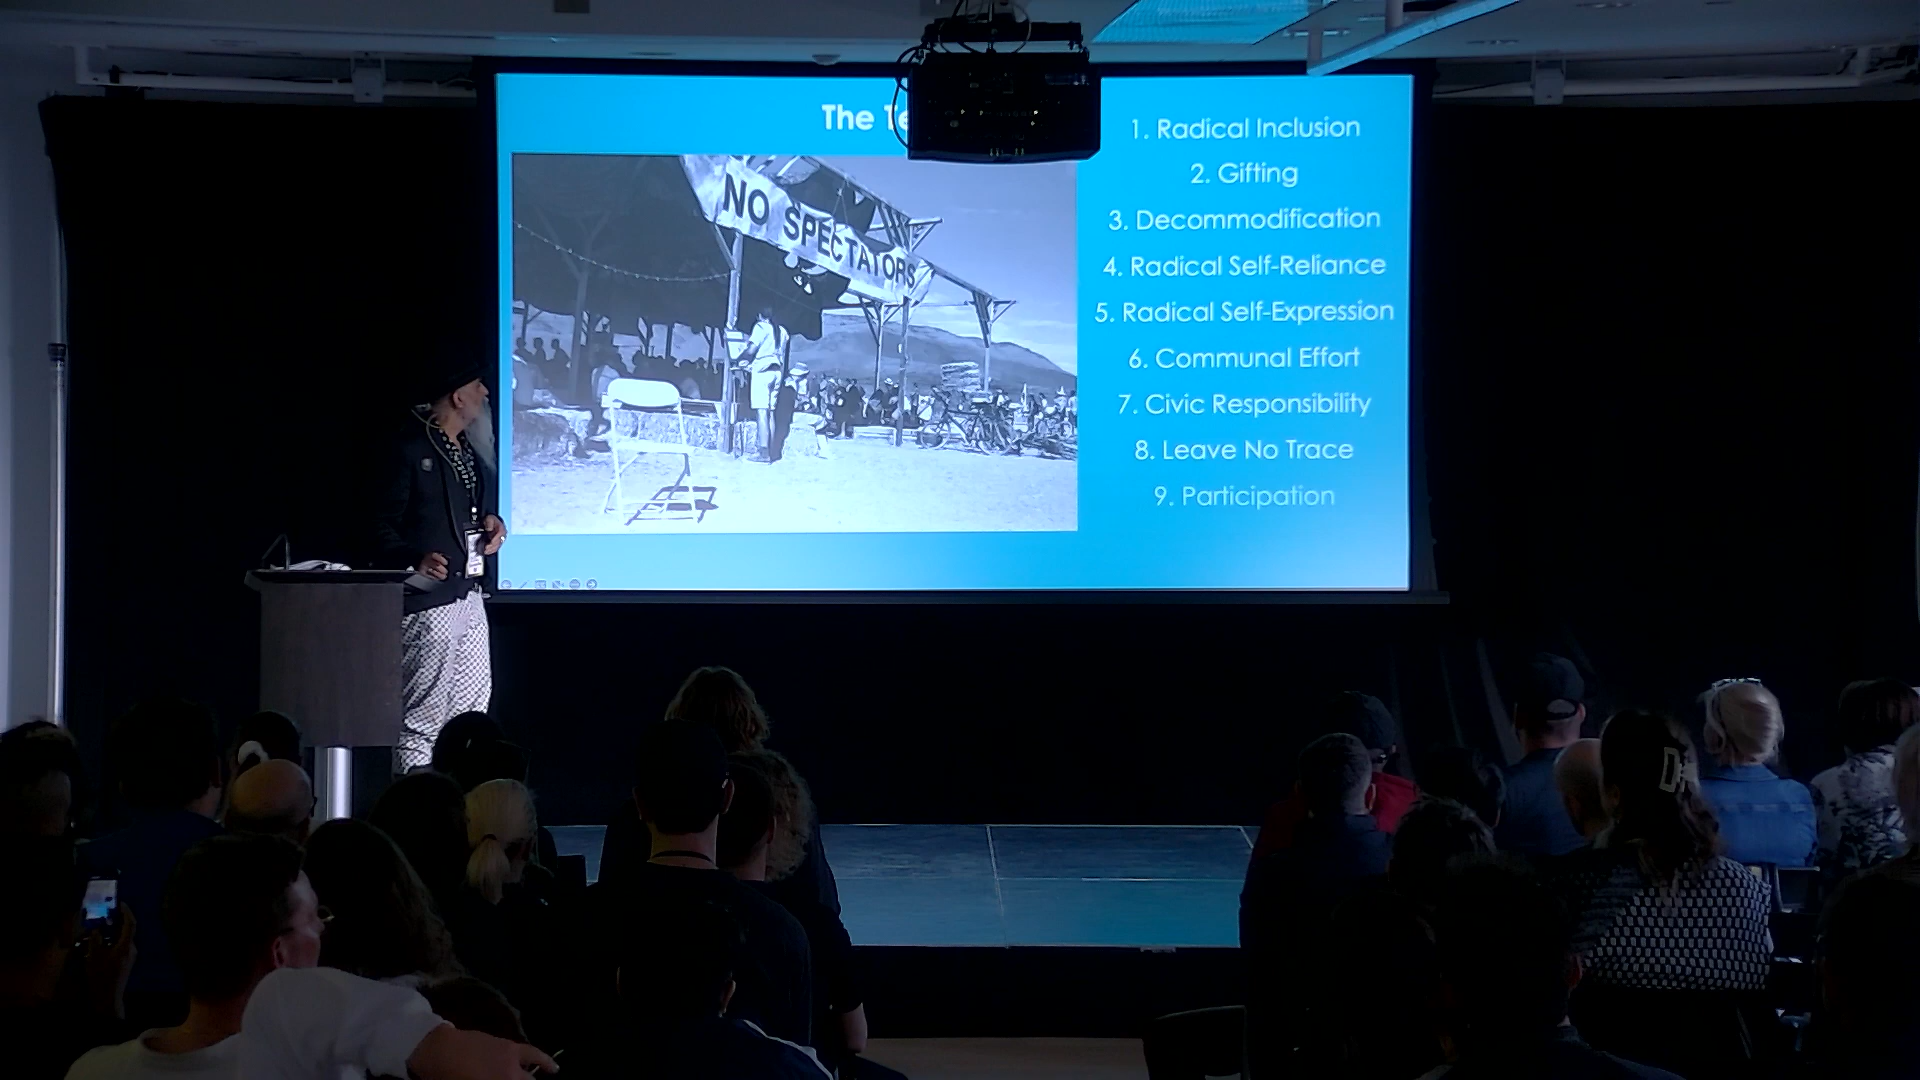 The Te
NO SPECTATORS
1. Radical Inclusion
2. Gifting
3. Decommodification
4. Radical Self-Reliance
5. Radical Self-Expression
6. Communal Effort
7. Civic Responsibility
8. Leave No Trace
9. Participation